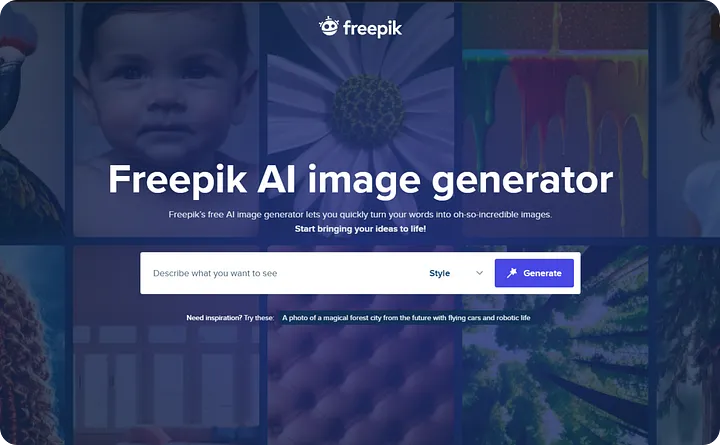 freepik
Freepik AI image generator
Freepik's free AI image generator lets you quickly turn your words into oh-so-incredible images.
Start bringing your ideas to life!
Describe what you want to see
Style
Generate
Need inspiration? Try these: A photo of a magical forest city from the future with flying cars and robotic life